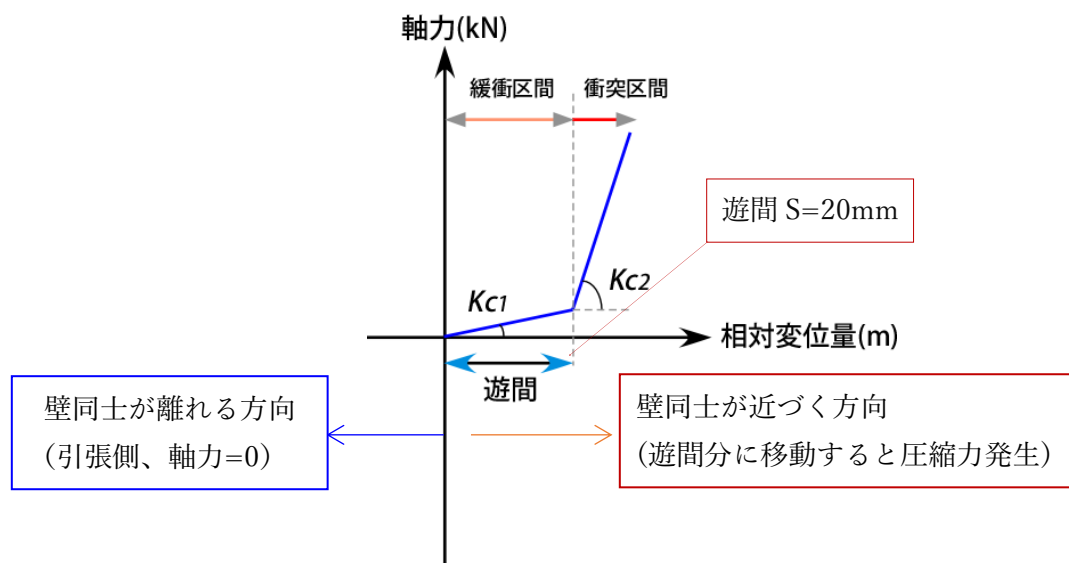 軸力(kN)
緩衝区間
衝突区間
遊間 S=20mm
Kc1
Kc2
相対変位量(m)
遊間
壁同士が離れる方向
(引張側、軸力=0)
壁同士が近づく方向
(遊間分に移動すると圧縮力発生)